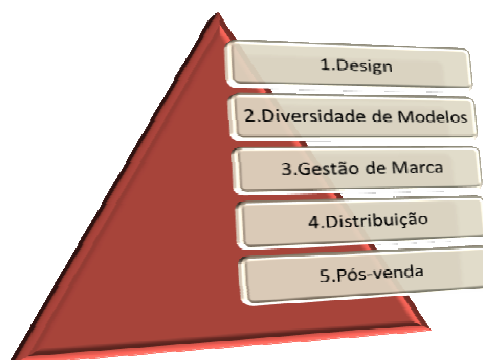 1.Design
2.Diversidade de Modelos
3.Gestão de Marca
4.Distribuição
5.Pós-venda